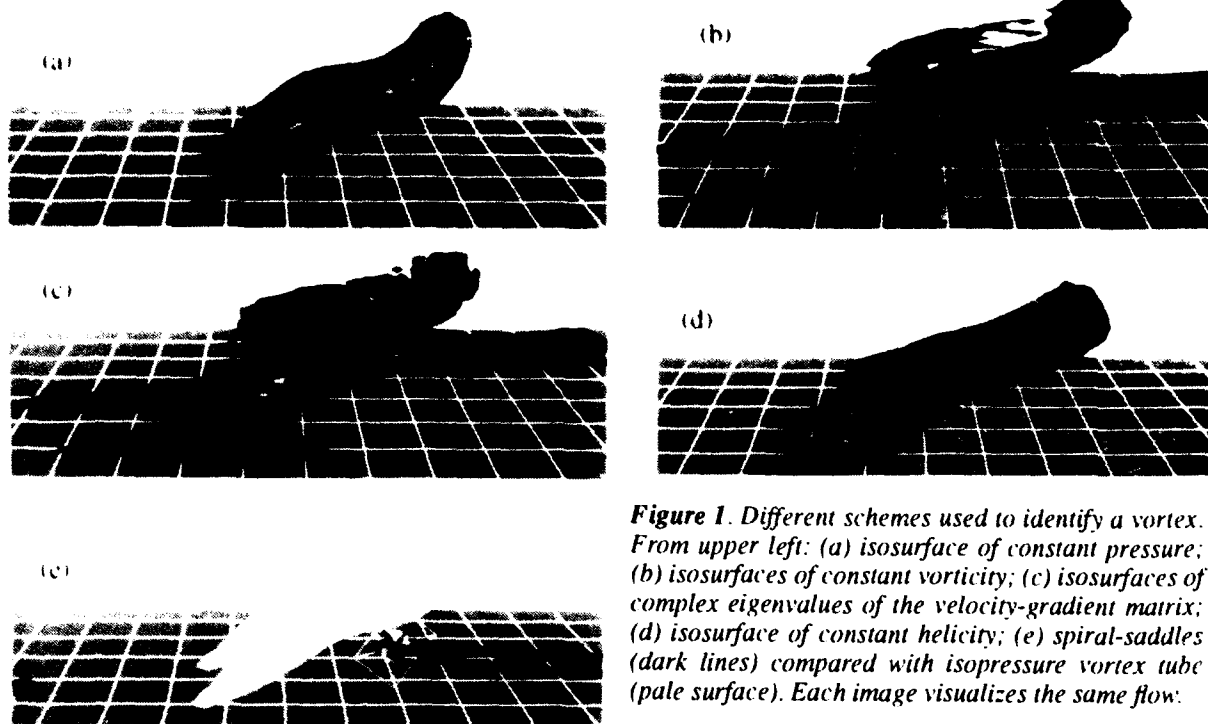 (a)
(b)
(c)
(d)
(e)
Figure 1. Different schemes used to identify a vortex.
From upper left: (a) isosurface of constant pressure;
(b) isosurfaces of constant vorticity; (c) isosurfaces of
complex eigenvalues of the velocity-gradient matrix;
(d) isosurface of constant helicity; (e) spiral-saddles
(dark lines) compared with isopressure vortex tube
(pale surface). Each image visualizes the same flow.